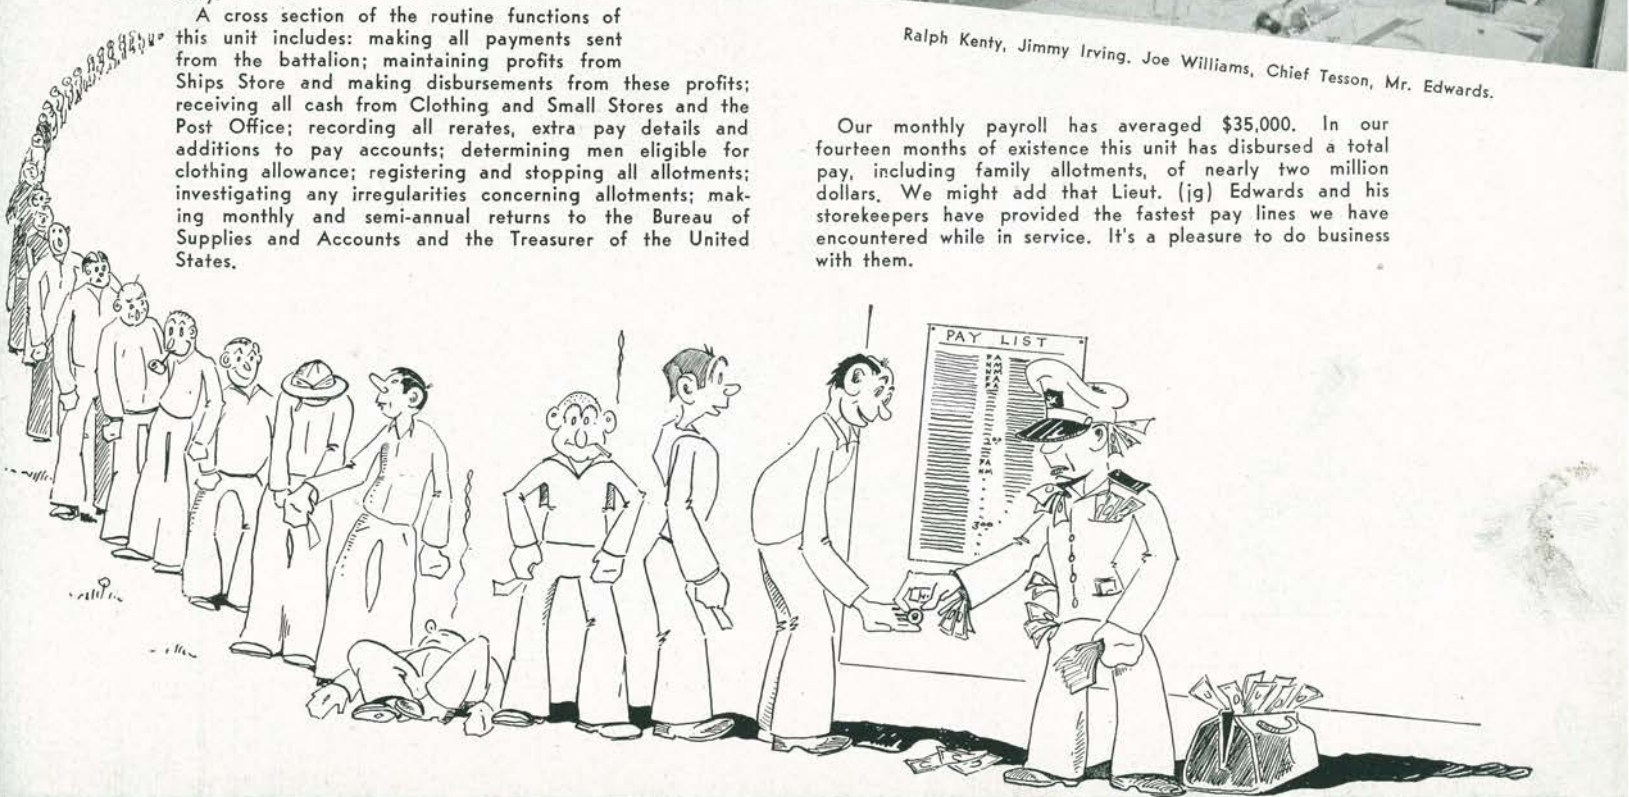 A cross section of the routine functions of
this unit includes: making all payments sent
from the battalion; maintaining profits from
Ships Store and making disbursements from these profits;
receiving all cash from Clothing and Small Stores and the
Post Office; recording all rerates, extra pay details and
additions to pay accounts; determining men eligible for
clothing allowance; registering and stopping all allotments;
investigating any irregularities concerning allotments; mak-
ing monthly and semi-annual returns to the Bureau of
Supplies and Accounts and the Treasurer of the United
States.
Ralph Kenty, Jimmy Irving. Joe Williams, Chief Tesson, Mr. Edwards.
Our monthly payroll has averaged $35,000. In our
fourteen months of existence this unit has disbursed a total
pay, including family allotments, of nearly two million
dollars. We might add that Lieut. (jg) Edwards and his
storekeepers have provided the fastest pay lines we have
encountered while in service. It's a pleasure to do business
with them.
PAY LIST